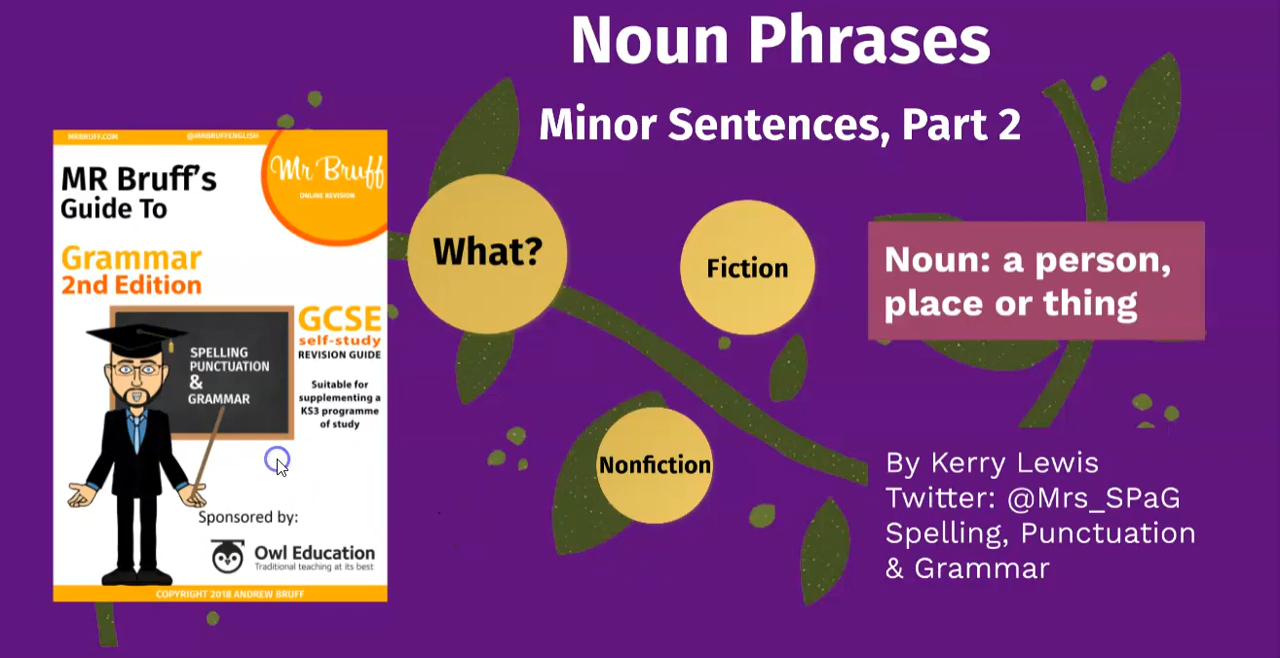 Noun Phrases
Minor Sentences, Part 2
MRBRUFF.COM
@MRBRUFFENGLISH
Mr Bruff
ONLINE REVISION
MR Bruff's
Guide To
Grammar
2nd Edition
SPELLING
PUNCTUATION
&
GRAMMAR
GCSE
self-study
REVISION GUIDE
Suitable for
supplementing a
KS3 programme
of study
Sponsored by:
Owl Education
Traditional teaching at its best
COPYRIGHT 2018 ANDREW BRUFF
What?
Fiction
Nonfiction
Noun: a person,
place or thing
By Kerry Lewis
Twitter: @Mrs_SPaG
Spelling, Punctuation
& Grammar